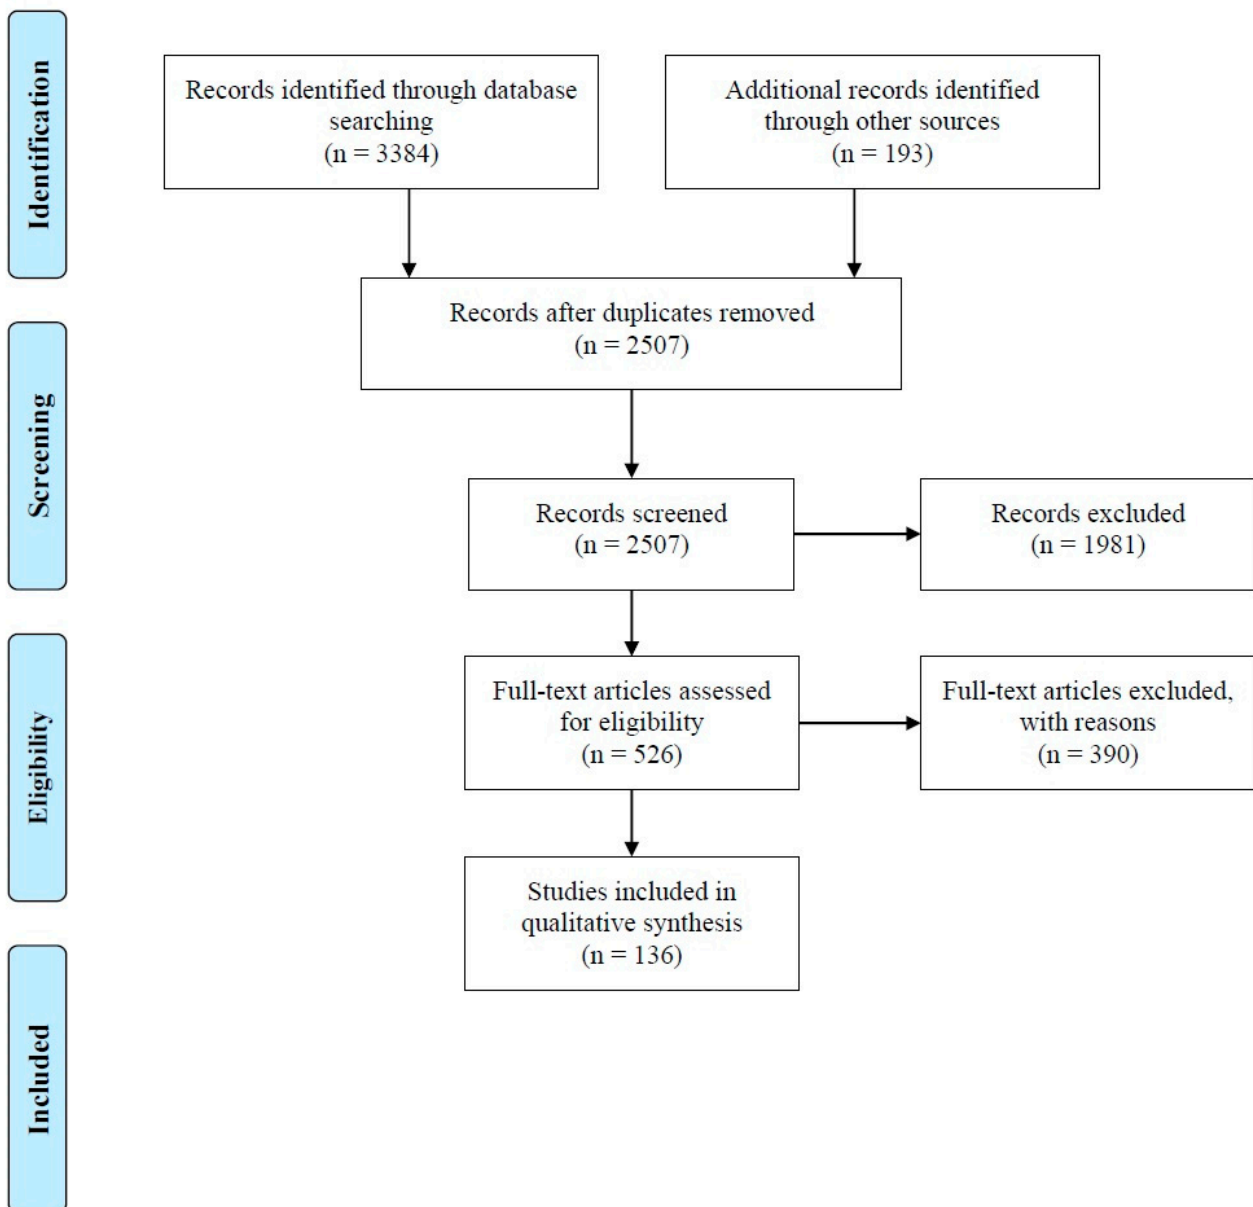 Identification
Records identified through database
searching
(n = 3384)
Additional records identified
through other sources
(n = 193)
Records after duplicates removed
(n = 2507)
Screening
Records screened
(n = 2507)
Records excluded
(n = 1981)
Eligibility
Full-text articles assessed
for eligibility
(n = 526)
Full-text articles excluded,
with reasons
(n = 390)
Studies included in
qualitative synthesis
(n = 136)
Included